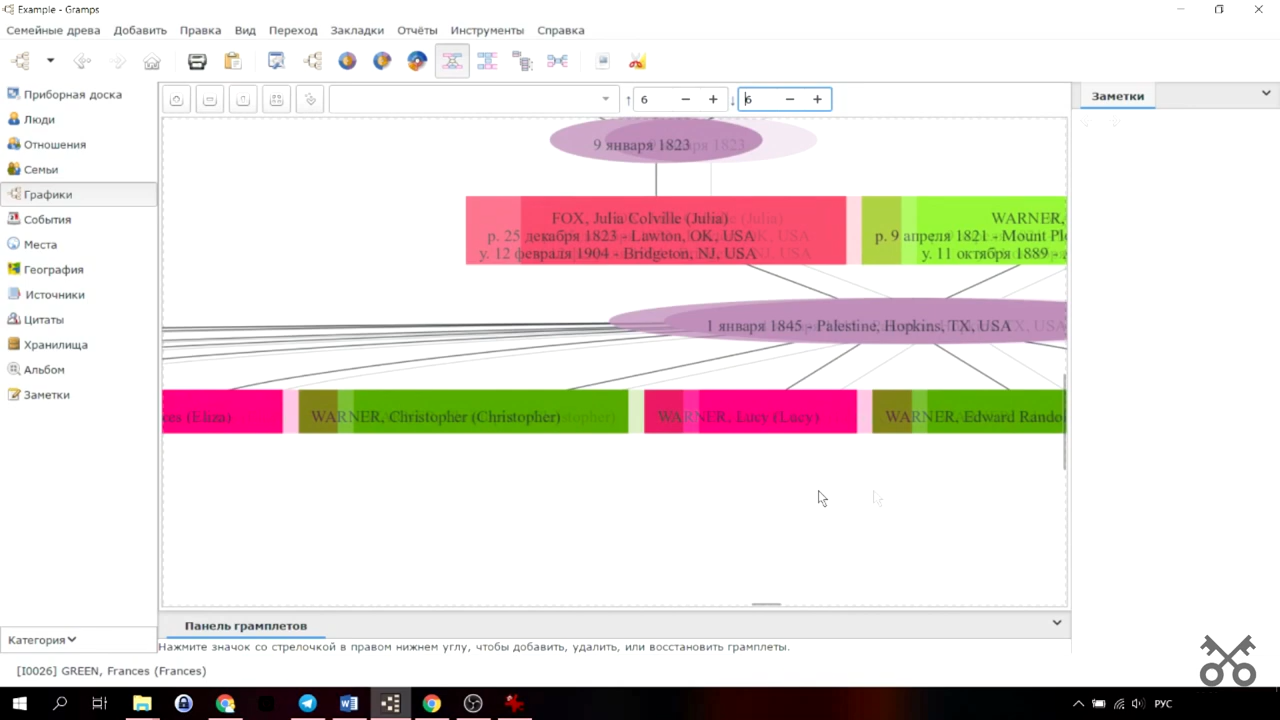 Example - Gramps
Семейные древа Добавить Правка Вид Переход Закладки Отчёты Инструменты Справка
Приборная доска
Люди
Отношения
Семьи
Графики
События
Места
География
Источники
Цитаты
Хранилища
Альбом
Заметки
6
6
Заметки
9 января 1823
FOX, Julia Colville (Julia)
р. 25 декабря 1823 - Lawton, OK, USA
у. 12 февраля 1904 - Bridgeton, NJ, USA
WARNER,
р. 9 апреля 1821 - Mount Ple
у. 11 октября 1889 -
1 января 1845 - Palestine, Hopkins, TX, USA
ces (Eliza)
WARNER, Christopher (Christopher)
WARNER, Lucy (Lucy)
WARNER, Edward Rando
Панель грамплетов
Нажмите значок со стрелочкой в правом нижнем углу, чтобы добавить, удалить, или восстановить грамплеты.
Категория
[I0026] GREEN, Frances (Frances)
РУС